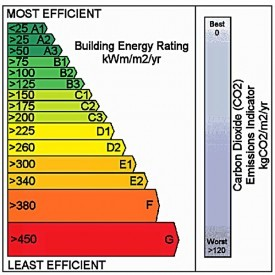 MOST EFFICIENT
<25 A1
>25 A2
>50 A3
>75 B1
>100 B2
>125 B3
>150 C1
>175 C2
>200 C3
>225 D1
>260 D2
>300 E1
>340 E2
>380 F
>450 G
LEAST EFFICIENT
Building Energy Rating
kWm/m2/yr
Best
0
Carbon Dioxide (CO2)
Emissions Indicator
kgCO2/m2/yr
Worst
>120